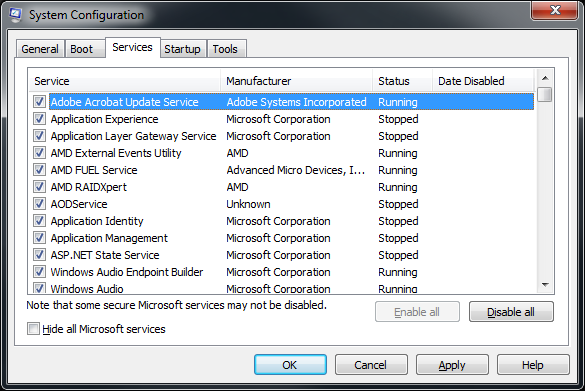 System Configuration
General Boot Services Startup Tools
Service Manufacturer Status Date Disabled
Adobe Acrobat Update Service Adobe Systems Incorporated Running
Application Experience Microsoft Corporation Stopped
Application Layer Gateway Service Microsoft Corporation Stopped
AMD External Events Utility AMD Running
AMD FUEL Service Advanced Micro Devices, I... Running
AMD RAIDXpert AMD Running
AODService Unknown Stopped
Application Identity Microsoft Corporation Stopped
Application Management Microsoft Corporation Stopped
ASP.NET State Service Microsoft Corporation Stopped
Windows Audio Endpoint Builder Microsoft Corporation Running
Windows Audio Microsoft Corporation Running
Note that some secure Microsoft services may not be disabled.
Enable all Disable all
Hide all Microsoft services
OK Cancel Apply Help